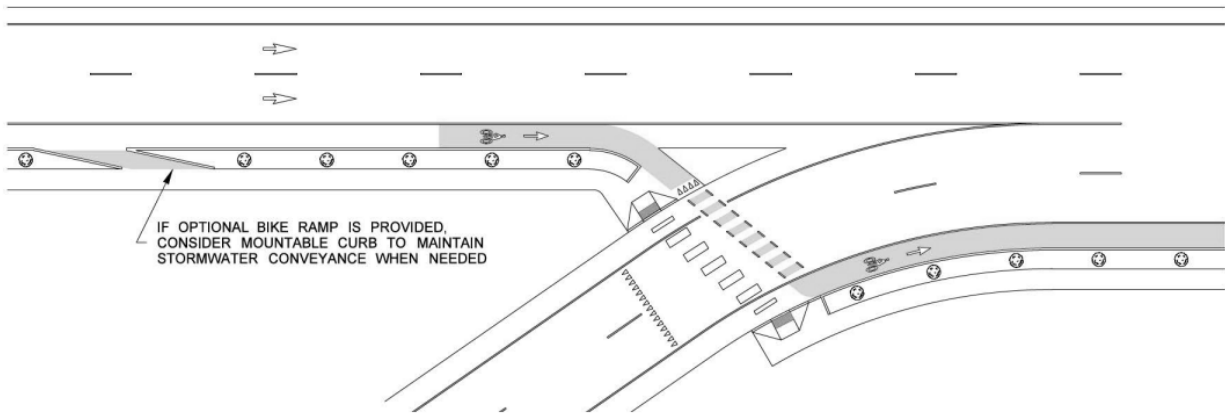 IF OPTIONAL BIKE RAMP IS PROVIDED,
CONSIDER MOUNTABLE CURB TO MAINTAIN
STORMWATER CONVEYANCE WHEN NEEDED